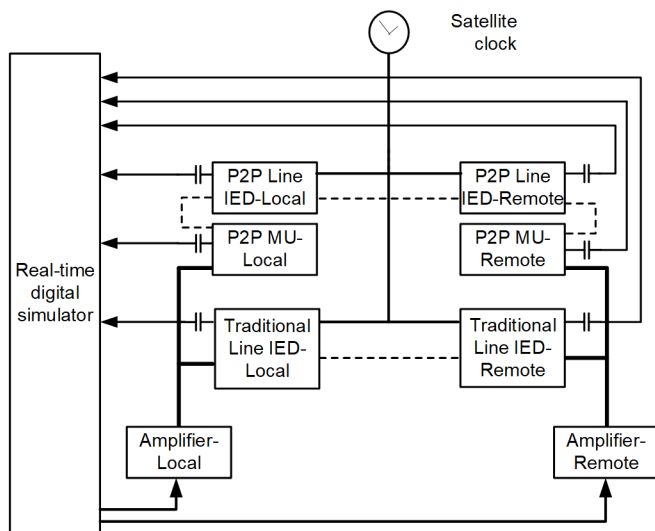 Satellite
clock
P2P Line
IED-Local
P2P Line
IED-Remote
P2P MU-
Local
P2P MU-
Remote
Real-time
digital
simulator
Traditional
Line IED-
Local
Traditional
Line IED-
Remote
Amplifier-
Local
Amplifier-
Remote